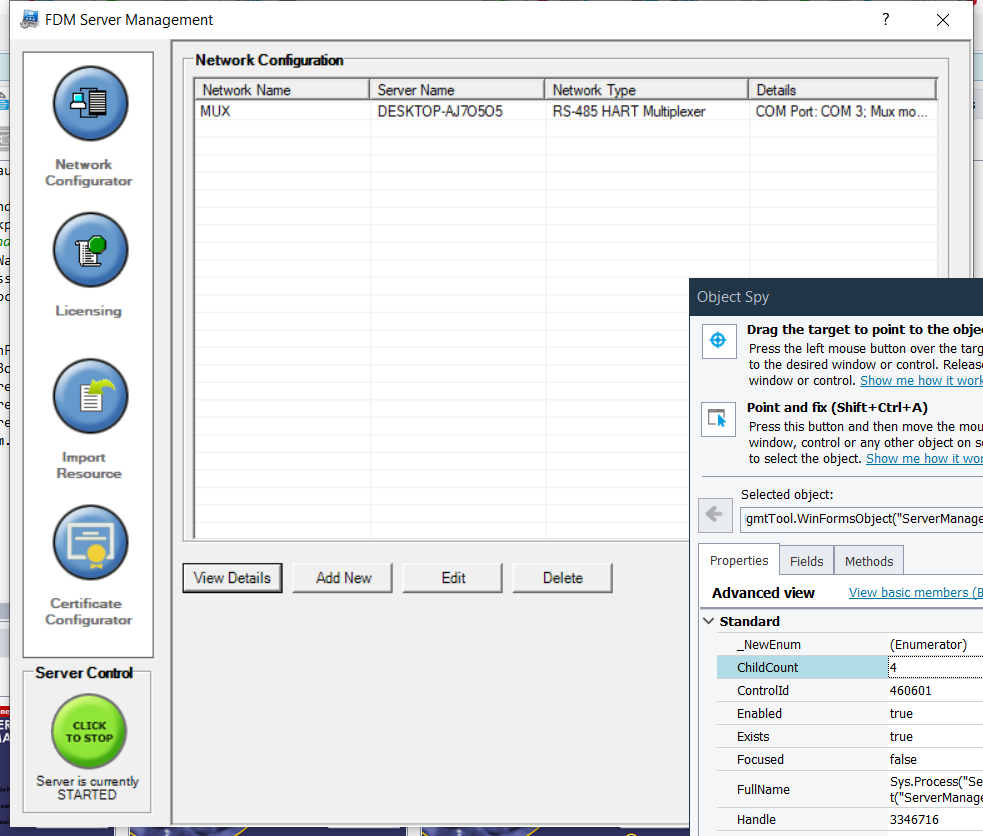 FDM Server Management
?
Network Configuration
Network Name Server Name Network Type Details
MUX DESKTOP-AJ7O5O5 RS-485 HART Multiplexer COM Port: COM 3; Mux mo...
Network
Configurator
Licensing
Import
Resource
Certificate
Configurator
Server Control
CLICK
TO STOP
Server is currently
STARTED
View Details Add New Edit Delete
Object Spy
Drag the target to point to the obje
Press the left mouse button over the targ
to the desired window or control. Release
window or control. Show me how it work
Point and fix (Shift+Ctrl+A)
Press this button and then move the mou
window, control or any other object on s
to select the object. Show me how it wor
Selected object:
gmtTool.WinFormsObject("ServerManage
Properties Fields Methods
Advanced view View basic members (B
Standard
_NewEnum (Enumerator)
ChildCount 4
ControlId 460601
Enabled true
Exists true
Focused false
FullName Sys.Process("Se
t("ServerManage
Handle 3346716